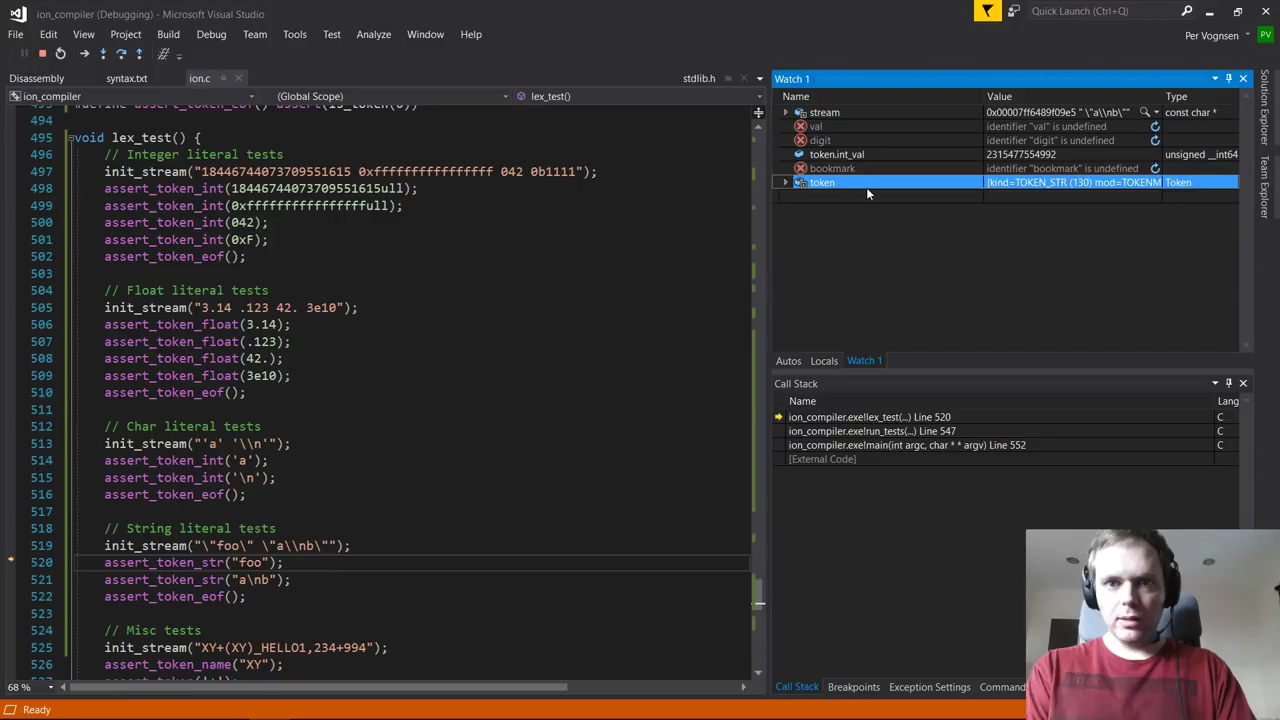 ion_compiler (Debugging) - Microsoft Visual Studio
Quick Launch (Ctrl+Q)
File Edit View Project Build Debug Team Tools Test Analyze Window Help
Per Vognsen PV
Disassembly syntax.txt ion.c stdlib.h
ion_compiler (Global Scope) lex_test()
494
495 void lex_test() {
496 // Integer literal tests
497 init_stream("18446744073709551615 0xffffffffffffffff 042 0b1111");
498 assert_token_int(18446744073709551615ull);
499 assert_token_int(0xffffffffffffffffull);
500 assert_token_int(042);
501 assert_token_int(0xF);
502 assert_token_eof();
503
504 // Float literal tests
505 init_stream("3.14 .123 42. 3e10");
506 assert_token_float(3.14);
507 assert_token_float(.123);
508 assert_token_float(42.);
509 assert_token_float(3e10);
510 assert_token_eof();
511
512 // Char literal tests
513 init_stream("'a' '\\n'");
514 assert_token_int('a');
515 assert_token_int('\n');
516 assert_token_eof();
517
518 // String literal tests
519 init_stream("\"foo\" \"a\\nb\"");
520 assert_token_str("foo");
521 assert_token_str("a\nb");
522 assert_token_eof();
523
524 // Misc tests
525 init_stream("XY+(XY)_HELLO1,234+994");
526 assert_token_name("XY");
68 %
Watch 1
Name Value Type
stream 0x00007ff6489f09e5 " \"a\\nb\"" const char *
val identifier "val" is undefined
digit identifier "digit" is undefined
token.int_val 2315477554992 unsigned __int64
bookmark identifier "bookmark" is undefined
token {kind=TOKEN_STR (130) mod=TOKENM Token
Autos Locals Watch 1
Call Stack
Name Lang
ion_compiler.exe!lex_test(...) Line 520 C
ion_compiler.exe!run_tests(...) Line 547 C
ion_compiler.exe!main(int argc, char * * argv) Line 552 C
[External Code]
Call Stack Breakpoints Exception Settings Command
Solution Explorer
Team Explorer
Ready